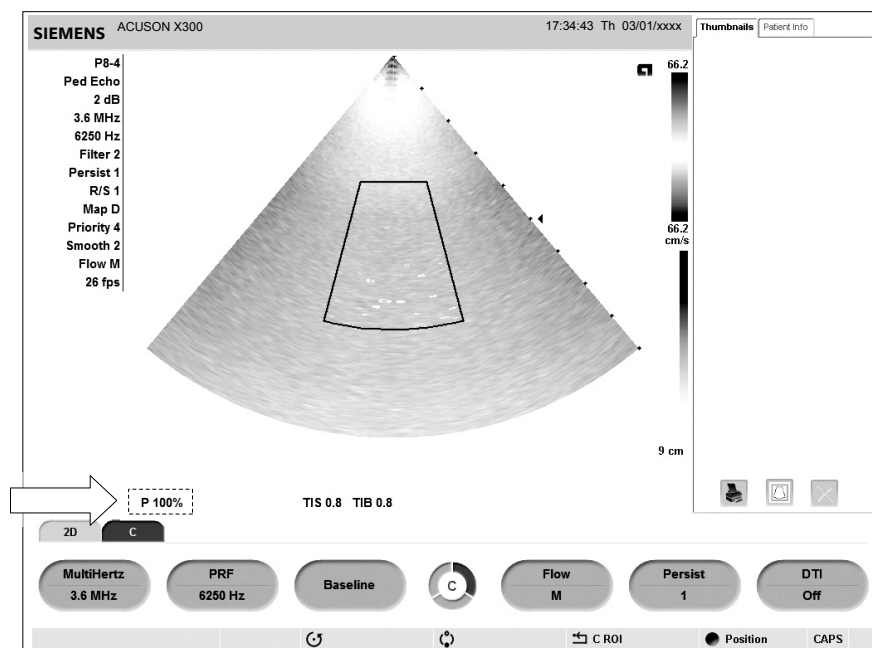 SIEMENS ACUSON X300 17:34:43 Th 03/01/xxxx
Thumbnails Patient Info
P8-4
Ped Echo
2 dB
3.6 MHz
6250 Hz
Filter 2
Persist 1
R/S 1
Map D
Priority 4
Smooth 2
Flow M
26 fps
66.2
66.2
cm/s
9 cm
P 100%
TIS 0.8 TIB 0.8
2D C
MultiHertz
3.6 MHz
PRF
6250 Hz
Baseline
C
Flow
M
Persist
1
DTI
Off
C ROI Position CAPS